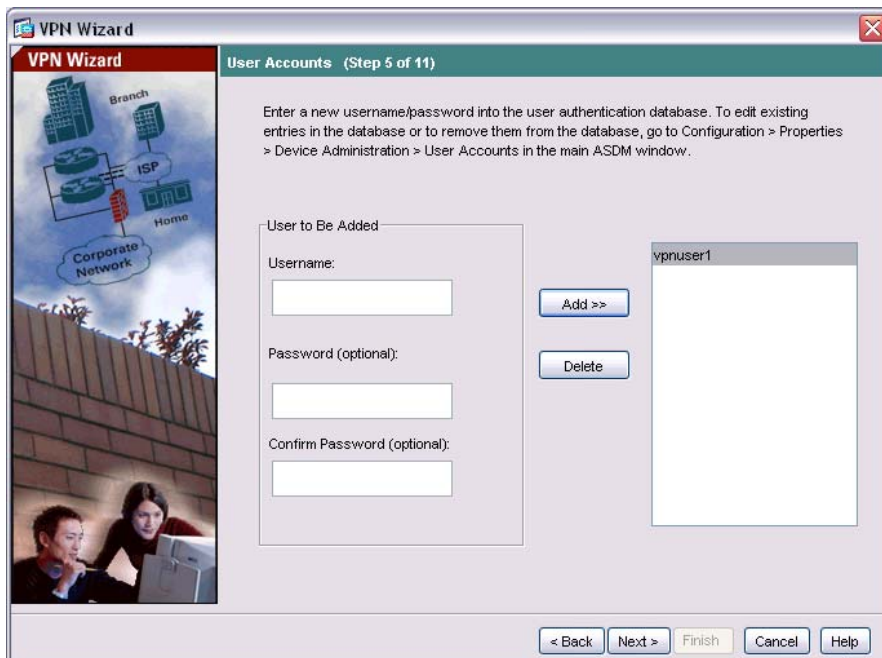 VPN Wizard
VPN Wizard
Branch
ISP
Home
Corporate
Network
User Accounts (Step 5 of 11)
Enter a new username/password into the user authentication database. To edit existing
entries in the database or to remove them from the database, go to Configuration > Properties
> Device Administration > User Accounts in the main ASDM window.
User to Be Added
Username:
Password (optional):
Confirm Password (optional):
Add >>
Delete
vpnuser1
< Back
Next >
Finish
Cancel
Help